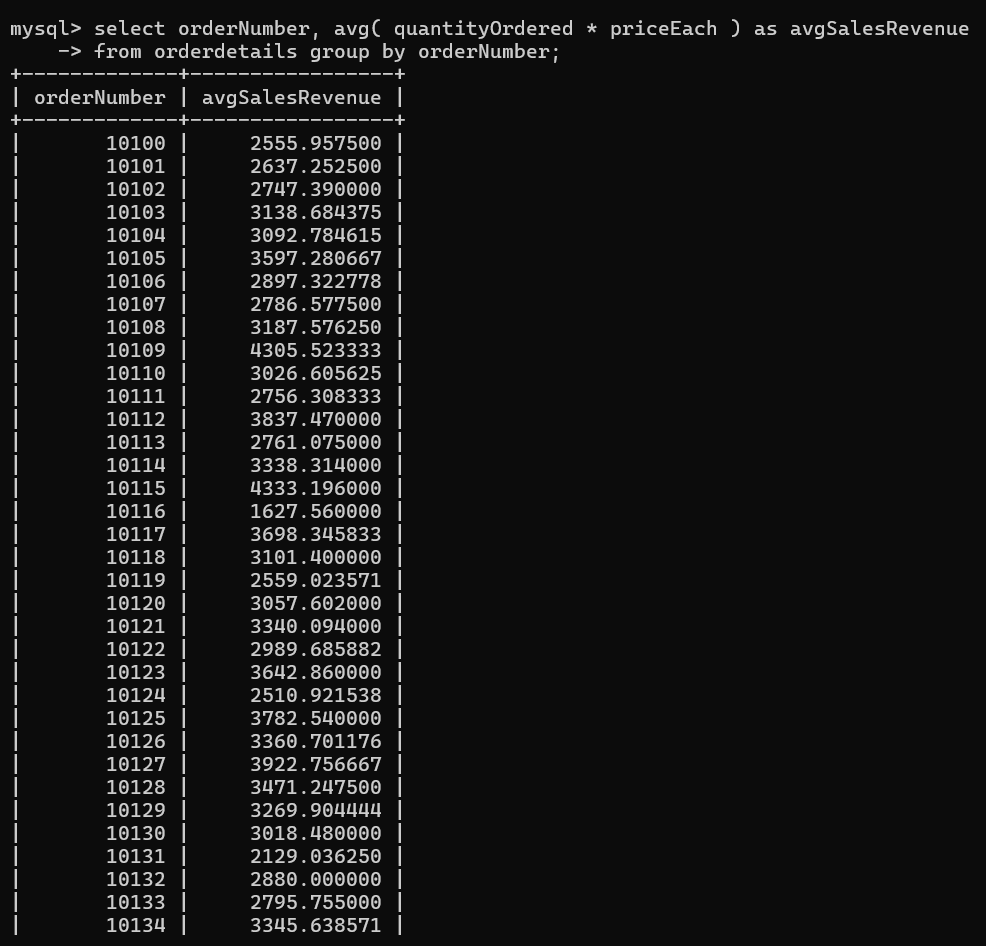 mysql> select orderNumber, avg( quantityOrdered * priceEach ) as avgSalesRevenue
    -> from orderdetails group by orderNumber;
+-------------+-----------------+
| orderNumber | avgSalesRevenue |
+-------------+-----------------+
|       10100 |     2555.957500 |
|       10101 |     2637.252500 |
|       10102 |     2747.390000 |
|       10103 |     3138.684375 |
|       10104 |     3092.784615 |
|       10105 |     3597.280667 |
|       10106 |     2897.322778 |
|       10107 |     2786.577500 |
|       10108 |     3187.576250 |
|       10109 |     4305.523333 |
|       10110 |     3026.605625 |
|       10111 |     2756.308333 |
|       10112 |     3837.470000 |
|       10113 |     2761.075000 |
|       10114 |     3338.314000 |
|       10115 |     4333.196000 |
|       10116 |     1627.560000 |
|       10117 |     3698.345833 |
|       10118 |     3101.400000 |
|       10119 |     2559.023571 |
|       10120 |     3057.602000 |
|       10121 |     3340.094000 |
|       10122 |     2989.685882 |
|       10123 |     3642.860000 |
|       10124 |     2510.921538 |
|       10125 |     3782.540000 |
|       10126 |     3360.701176 |
|       10127 |     3922.756667 |
|       10128 |     3471.247500 |
|       10129 |     3269.904444 |
|       10130 |     3018.480000 |
|       10131 |     2129.036250 |
|       10132 |     2880.000000 |
|       10133 |     2795.755000 |
|       10134 |     3345.638571 |